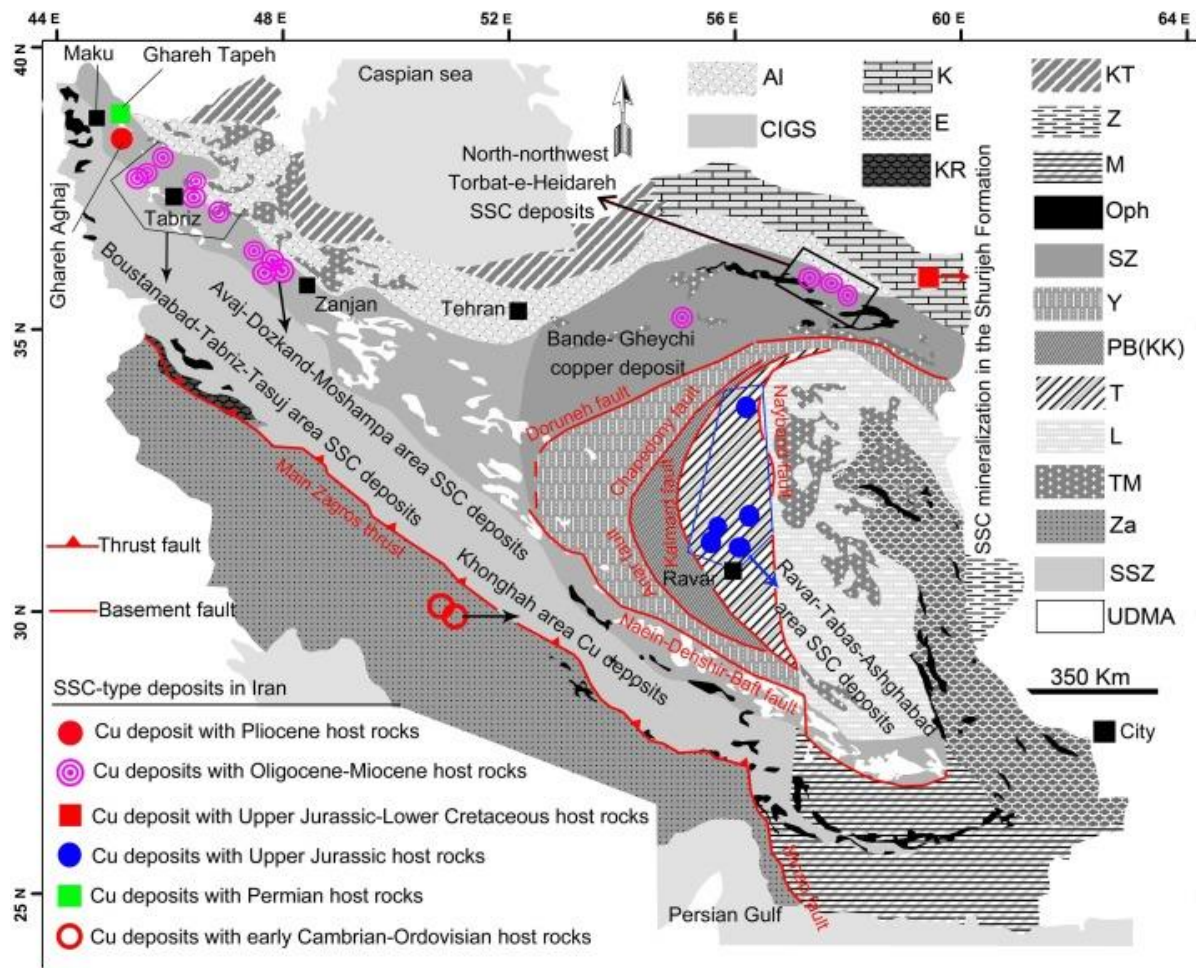 44 E
48 E
52 E
56 E
60 E
64 E
40 N
35 N
30 N
25 N
Maku
Ghareh Tapeh
Caspian sea
Ghareh Aghaj
Tabriz
Zanjan
Tehran
North-northwest
Torbat-e-Heidareh
SSC deposits
Bande- Gheychi
copper deposit
Boustanabad-Tabriz-Tasuj area SSC deposits
Avaj-Dozkand-Moshampa area SSC deposits
Khonghah area Cu deposits
Main Zagros thrust
Doruneh fault
Chapedony fault
Kalmard fault
Nayband fault
Anar fault
Ravar
Ravar-Tabas-Ashghabad
area SSC deposits
Naein-Dehshir-Baft fault
Minab fault
SSC mineralization in the Shurijeh Formation
Persian Gulf
Al
CIGS
K
E
KR
KT
Z
M
Oph
SZ
Y
PB(KK)
T
L
TM
Za
SSZ
UDMA
350 Km
City
Thrust fault
Basement fault
SSC-type deposits in Iran
Cu deposit with Pliocene host rocks
Cu deposits with Oligocene-Miocene host rocks
Cu deposit with Upper Jurassic-Lower Cretaceous host rocks
Cu deposits with Upper Jurassic host rocks
Cu deposits with Permian host rocks
Cu deposits with early Cambrian-Ordovisian host rocks